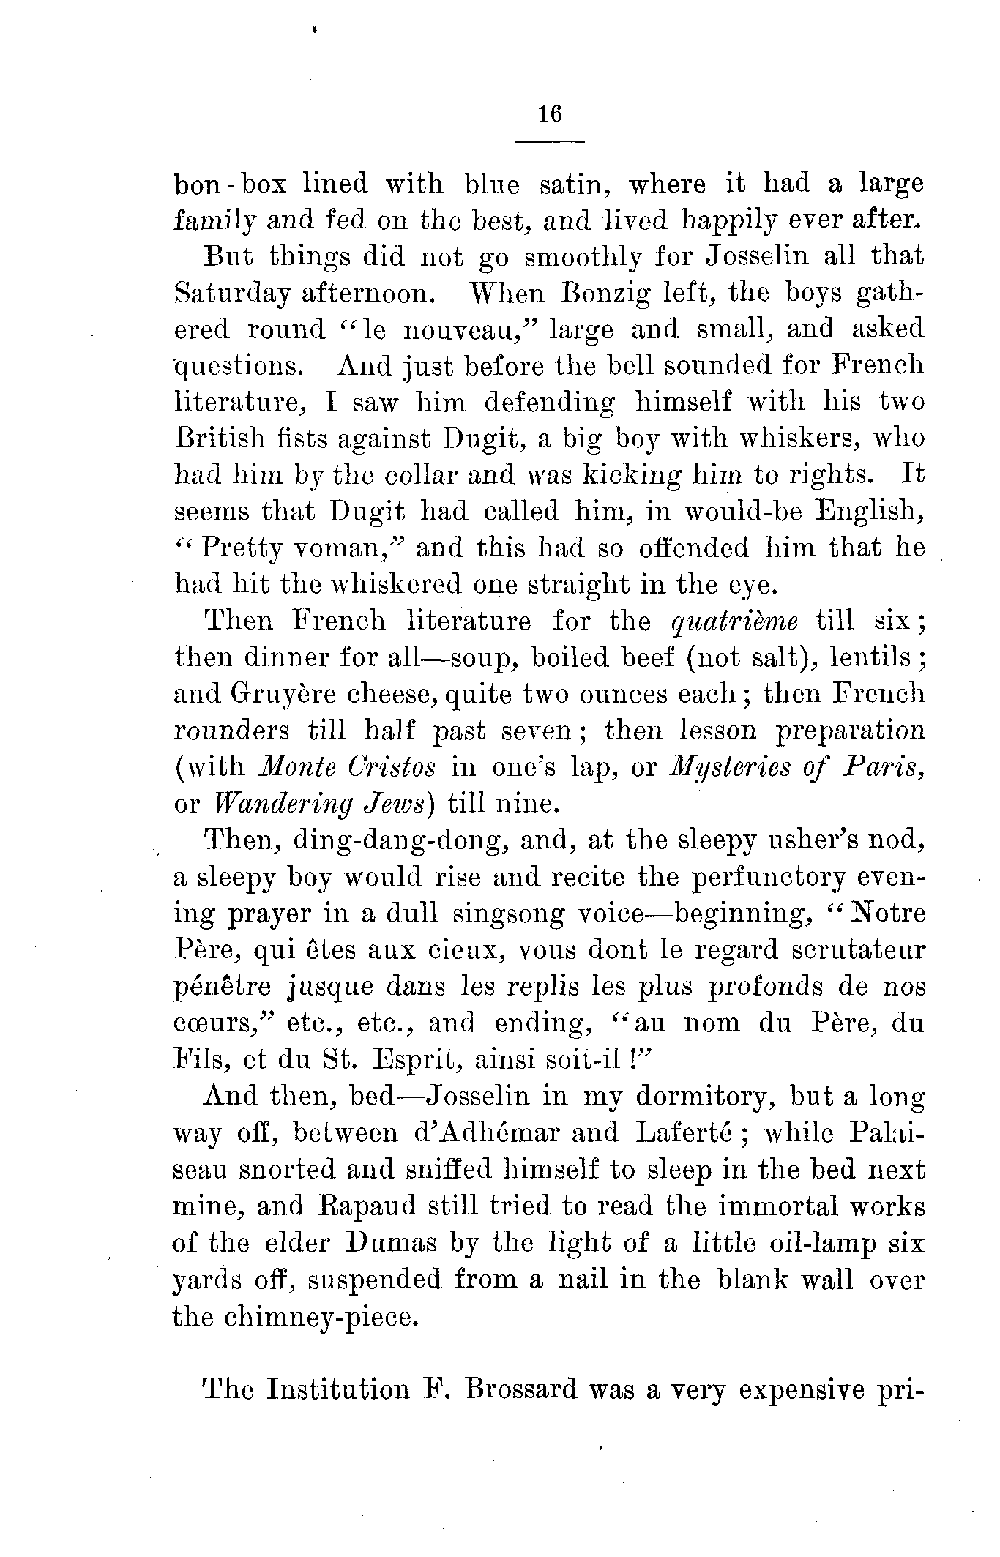 16
bon-box lined with blue satin, where it had a large
family and fed on the best, and lived happily ever after.
But things did not go smoothly for Josselin all that
Saturday afternoon. When Bonzig left, the boys gath-
ered round “le nouveau,” large and small, and asked
questions. And just before the bell sounded for French
literature, I saw him defending himself with his two
British fists against Dugit, a big boy with whiskers, who
had him by the collar and was kicking him to rights. It
seems that Dugit had called him, in would-be English,
“Pretty voman,” and this had so offended him that he
had hit the whiskered one straight in the eye.
Then French literature for the quatrième till six;
then dinner for all—soup, boiled beef (not salt), lentils;
and Gruyère cheese, quite two ounces each; then French
rounders till half past seven; then lesson preparation
(with Monte Cristos in one's lap, or Mysteries of Paris,
or Wandering Jews) till nine.
Then, ding-dang-dong, and, at the sleepy usher's nod,
a sleepy boy would rise and recite the perfunctory even-
ing prayer in a dull singsong voice—beginning, “Notre
Père, qui êtes aux cieux, vous dont le regard scrutateur
pénêtre jusque dans les replis les plus profonds de nos
cœurs,” etc., etc., and ending, “au nom du Père, du
Fils, et du St. Esprit, ainsi soit-il!”
And then, bed—Josselin in my dormitory, but a long
way off, between d'Adhémar and Laferté; while Palai-
seau snorted and sniffed himself to sleep in the bed next
mine, and Rapaud still tried to read the immortal works
of the elder Dumas by the light of a little oil-lamp six
yards off, suspended from a nail in the blank wall over
the chimney-piece.
The Institution F. Brossard was a very expensive pri-